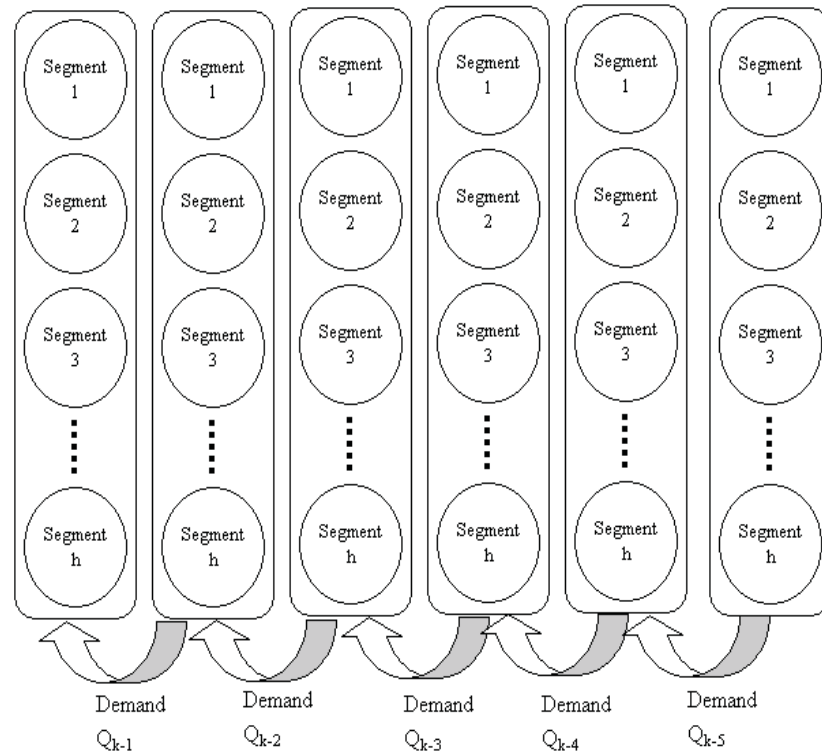 Segment
1
Segment
1
Segment
1
Segment
1
Segment
1
Segment
1
Segment
2
Segment
2
Segment
2
Segment
2
Segment
2
Segment
2
Segment
3
Segment
3
Segment
3
Segment
3
Segment
3
Segment
3
Segment
h
Segment
h
Segment
h
Segment
h
Segment
h
Segment
h
Demand
Qk-1
Demand
Qk-2
Demand
Qk-3
Demand
Qk-4
Demand
Qk-5